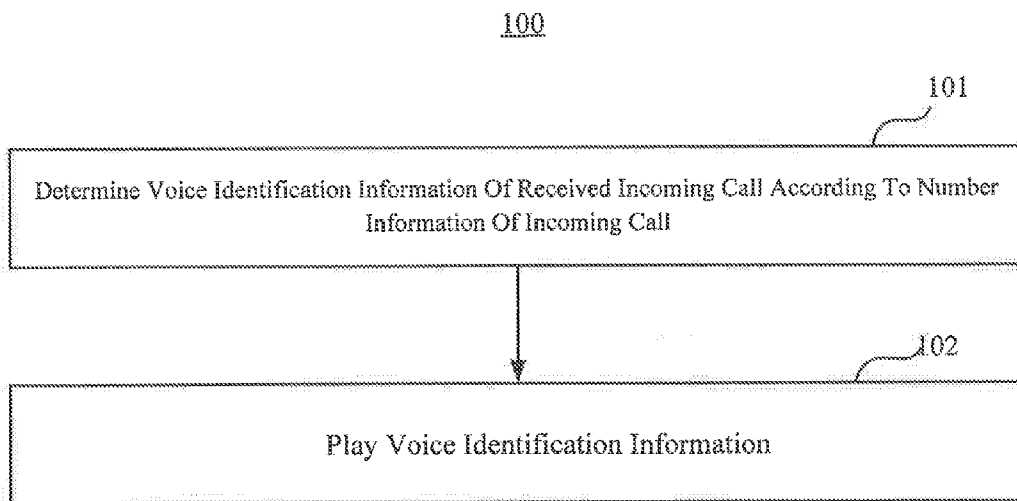 100
101
Determine Voice Identification Information Of Received Incoming Call According To Number
Information Of Incoming Call
102
Play Voice Identification Information